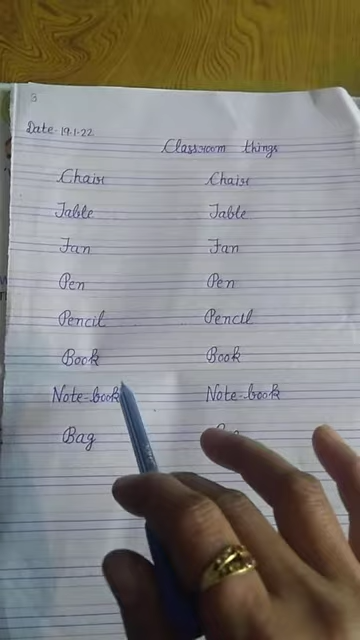 3
Date-19.1.22
Classroom things
Chair Chair
Table Table
Fan Fan
Pen Pen
Pencil Pencil
Book Book
Note-book Note-book
Bag